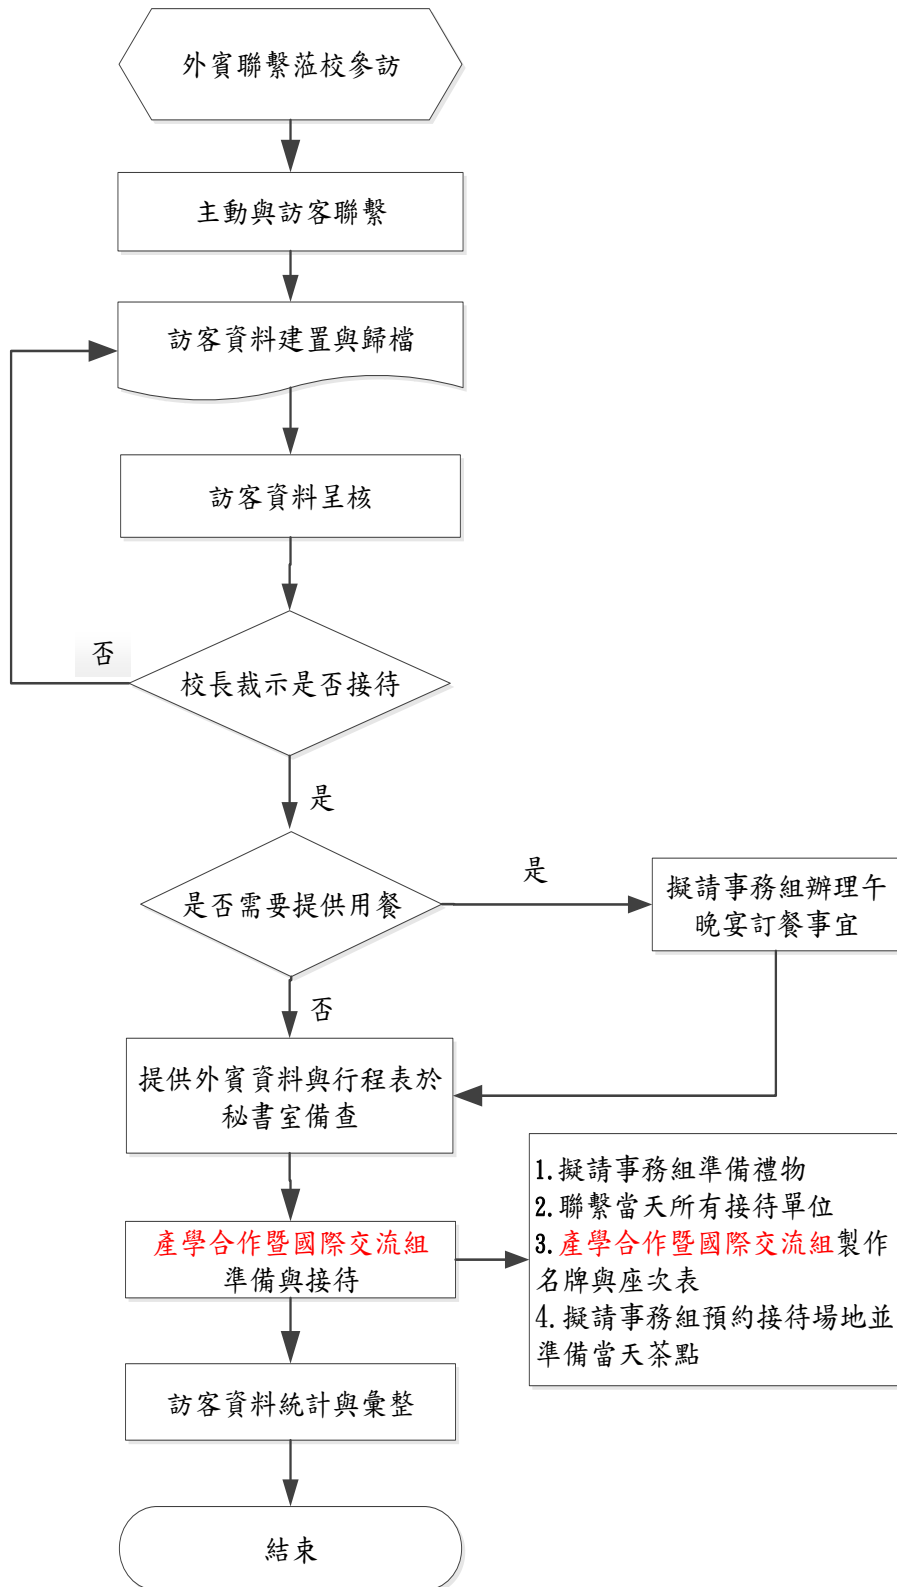 外賓聯繫蒞校參訪
主動與訪客聯繫
訪客資料建置與歸檔
訪客資料呈核
否
校長裁示是否接待
是
是否需要提供用餐
是
擬請事務組辦理午
晚宴訂餐事宜
否
提供外賓資料與行程表於
秘書室備查
產學合作暨國際交流組
準備與接待
1.擬請事務組準備禮物
2.聯繫當天所有接待單位
3.產學合作暨國際交流組製作
名牌與座次表
4.擬請事務組預約接待場地並
準備當天茶點
訪客資料統計與彙整
結束